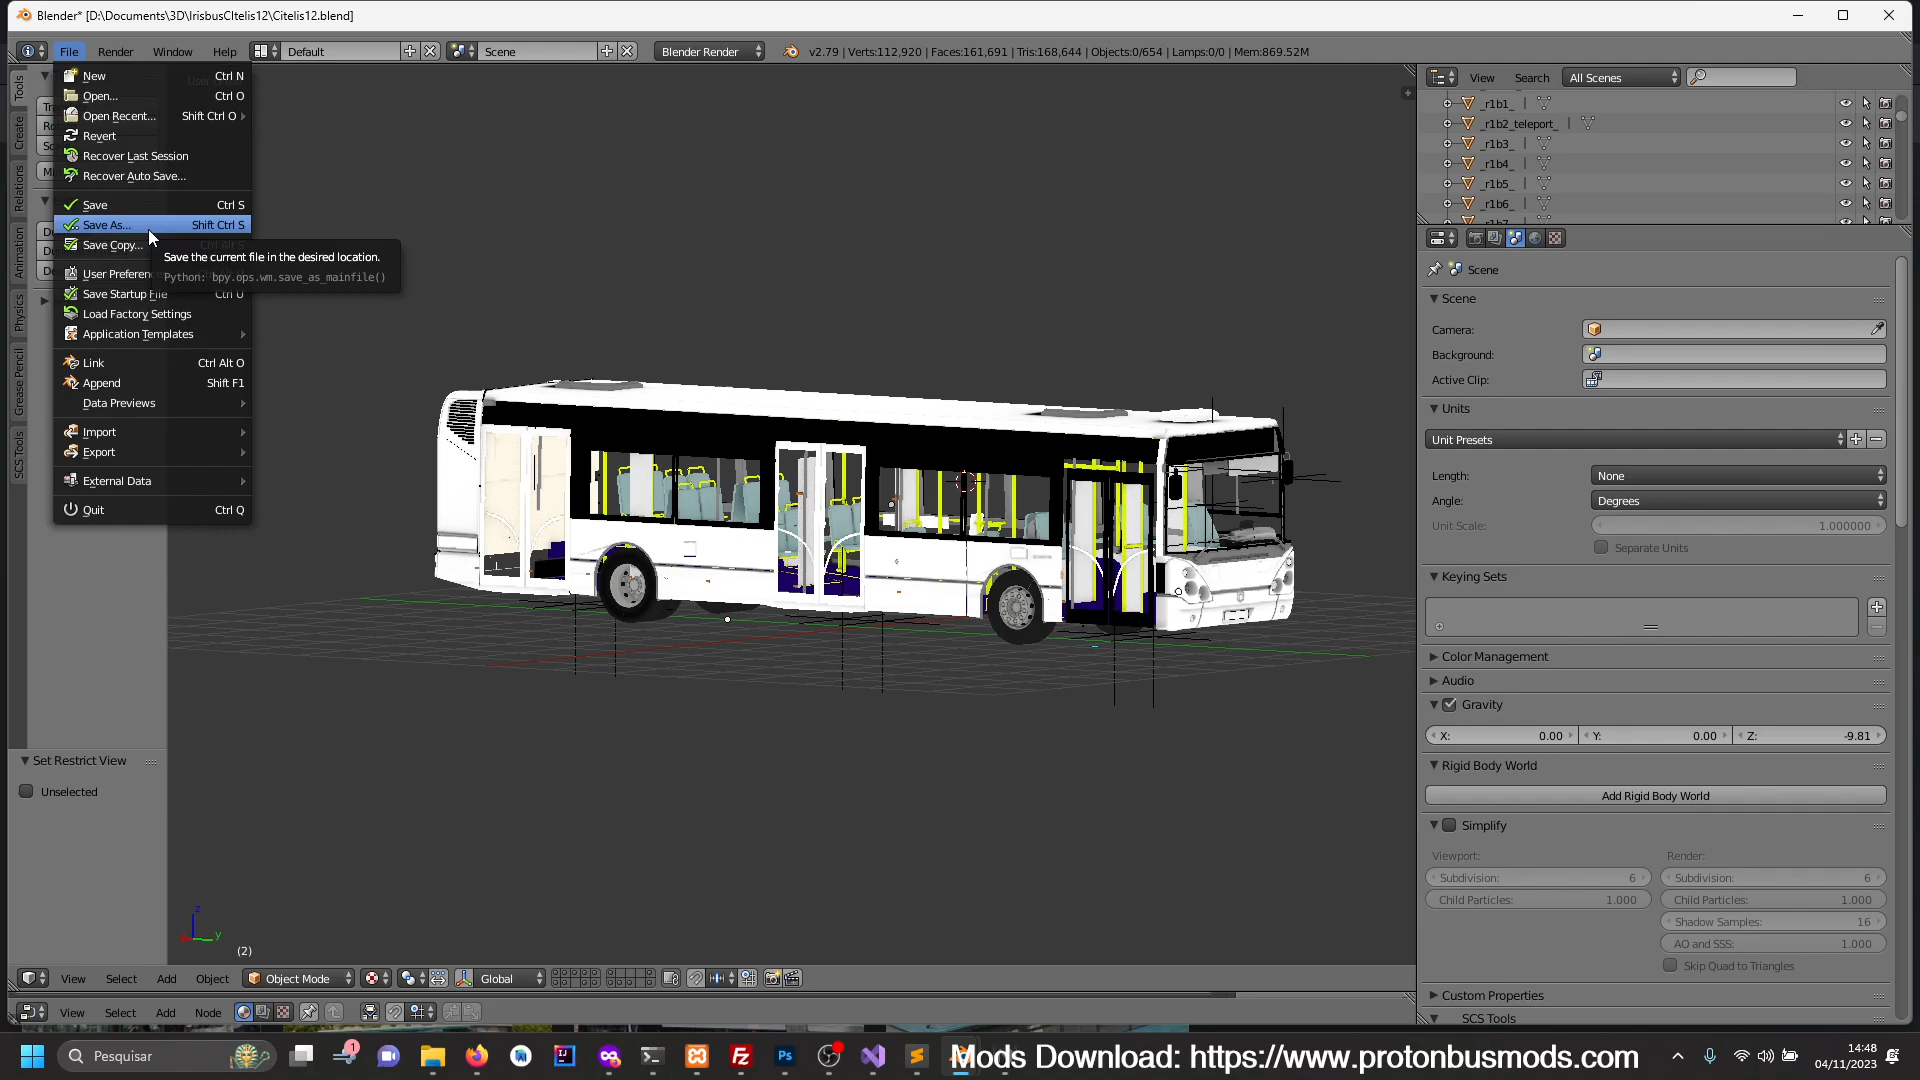 Blender* [D:\Documents\3D\IrisbusCItelis12\Citelis12.blend]
File Render Window Help Default Scene Blender Render v2.79 | Verts:112,920 | Faces:161,691 | Tris:168,644 | Objects:0/654 | Lamps:0/0 | Mem:869.52M
New Ctrl N
Open... Ctrl O
Open Recent... Shift Ctrl O
Revert
Recover Last Session
Recover Auto Save...
Save Ctrl S
Save As... Shift Ctrl S
Save Copy... Ctrl Alt S
Save the current file in the desired location.
Python: bpy.ops.wm.save_as_mainfile()
User Preferen
Save Startup File Ctrl U
Load Factory Settings
Application Templates
Link Ctrl Alt O
Append Shift F1
Data Previews
Import
Export
External Data
Quit Ctrl Q
Tools
Create
Relations
Animation
Physics
Grease Pencil
SCS Tools
Set Restrict View
Unselected
z
y
(2)
View Select Add Object Object Mode Global
View Select Add Node
View Search All Scenes
_r1b1_ |
_r1b2_teleport_ |
_r1b3_ |
_r1b4_ |
_r1b5_ |
_r1b6_ |
_r1b7_ |
Scene
Scene
Camera:
Background:
Active Clip:
Units
Unit Presets
Length: None
Angle: Degrees
Unit Scale: 1.000000
Separate Units
Keying Sets
Color Management
Audio
Gravity
X: 0.00 Y: 0.00 Z: -9.81
Rigid Body World
Add Rigid Body World
Simplify
Viewport: Render:
Subdivision: 6 Subdivision: 6
Child Particles: 1.000 Child Particles: 1.000
Shadow Samples: 16
AO and SSS: 1.000
Skip Quad to Triangles
Custom Properties
SCS Tools
Pesquisar
1
Mods Download: https://www.protonbusmods.com
14:48
04/11/2023